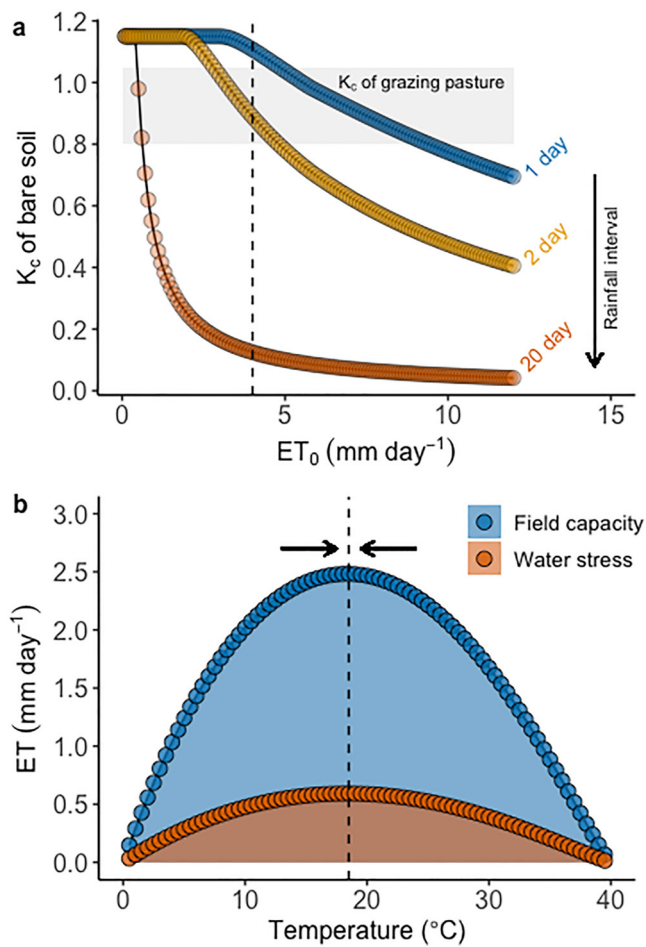 a
1.2
1.0
0.8
0.6
0.4
0.2
0.0
K꜀ of bare soil
K꜀ of grazing pasture
1 day
2 day
20 day
Rainfall interval
0
5
10
15
ET₀ (mm day⁻¹)
b
3.0
2.5
2.0
1.5
1.0
0.5
0.0
ET (mm day⁻¹)
Field capacity
Water stress
0
10
20
30
40
Temperature (°C)